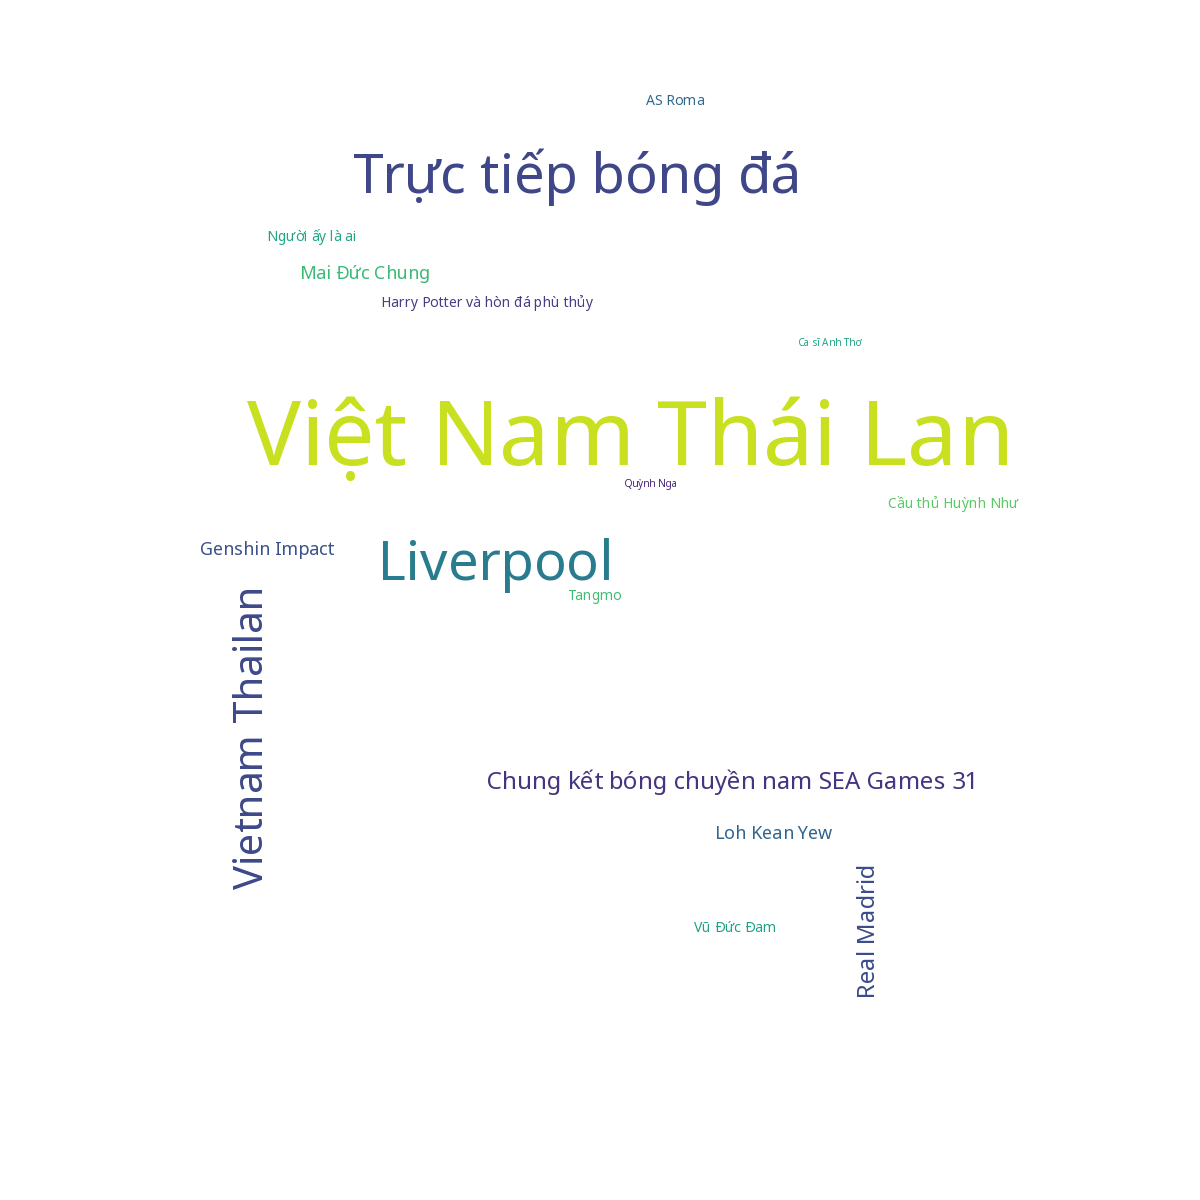 AS Roma
Trực tiếp bóng đá
Người ấy là ai
Mai Đức Chung
Harry Potter và hòn đá phù thủy
Ca sĩ Anh Thơ
Việt Nam Thái Lan
Quỳnh Nga
Cầu thủ Huỳnh Như
Genshin Impact
Liverpool
Tangmo
Vietnam Thailan
Chung kết bóng chuyền nam SEA Games 31
Loh Kean Yew
Real Madrid
Vũ Đức Đam